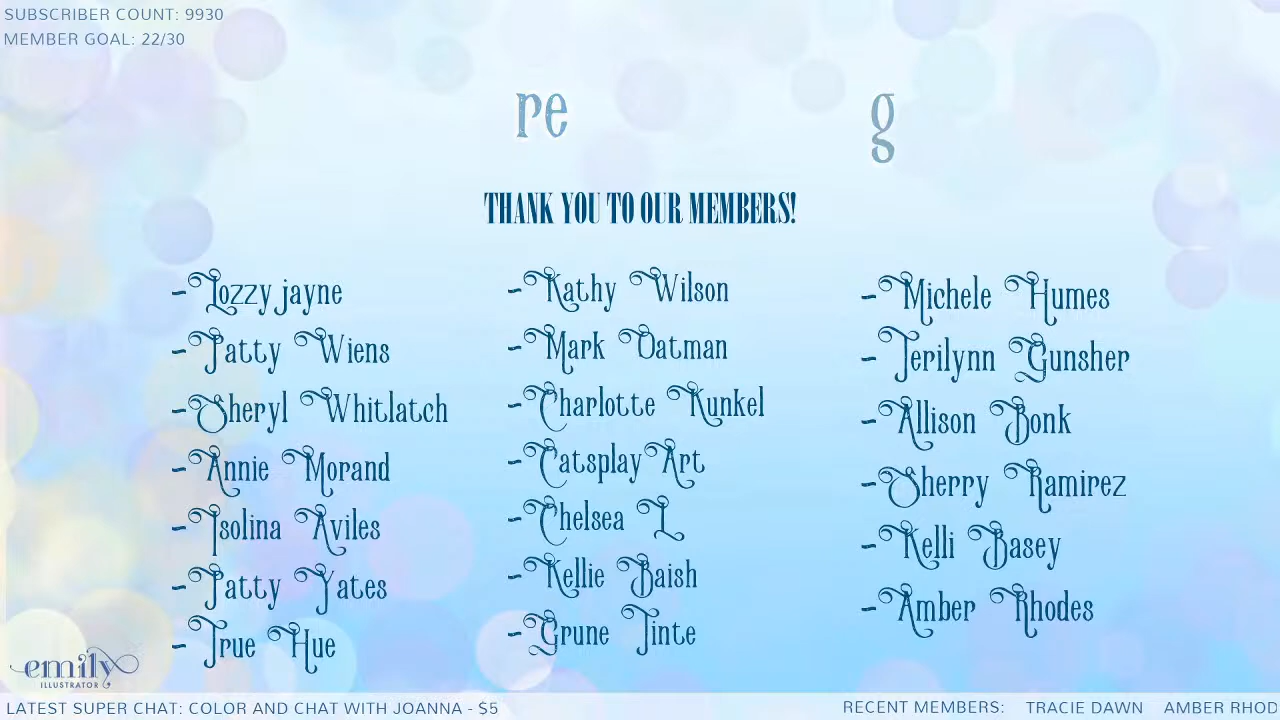 SUBSCRIBER COUNT: 9930
MEMBER GOAL: 22/30
re g
THANK YOU TO OUR MEMBERS!
-Lozzy jayne
-Patty Wiens
-Sheryl Whitlatch
-Annie Morand
-Isolina Aviles
-Patty Yates
-True Hue
-Kathy Wilson
-Mark Oatman
-Charlotte Kunkel
-Catsplay Art
-Chelsea L
-Kellie Baish
-Grune Tinte
-Michele Humes
-Jerilynn Gunsher
-Allison Bonk
-Sherry Ramirez
-Kelli Basey
-Amber Rhodes
emily
ILLUSTRATOR
LATEST SUPER CHAT: COLOR AND CHAT WITH JOANNA - $5
RECENT MEMBERS: TRACIE DAWN AMBER RHOD